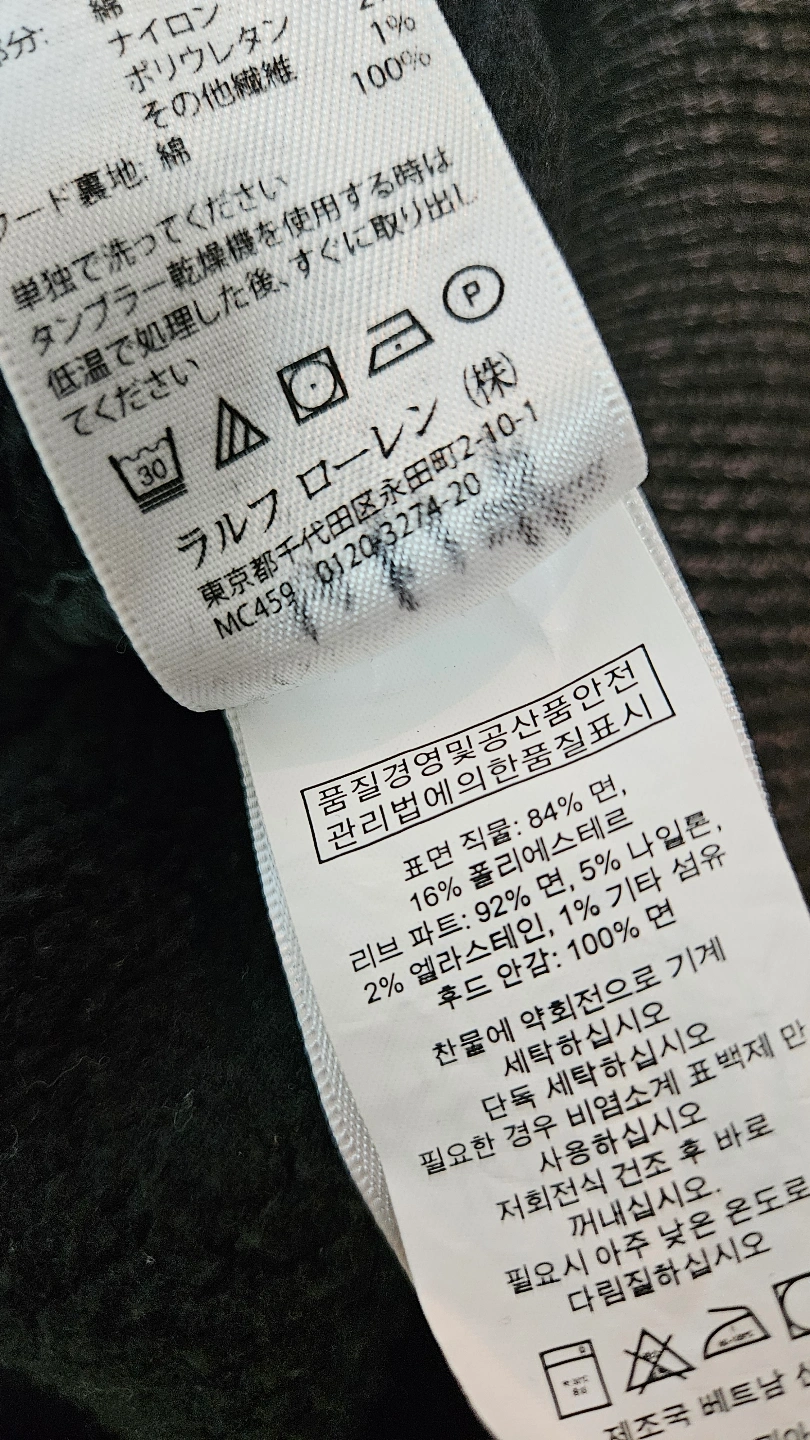 綿
部分: ナイロン
ポリウレタン 1%
その他繊維 100%
フード裏地: 綿
単独で洗ってください
タンブラー乾燥機を使用する時は
低温で処理した後、すぐに取り出し
てください
30
P
ラルフ ローレン (株)
東京都千代田区永田町2-10-1
MC459 0120-3274-20
품질경영및공산품안전
관리법에의한품질표시
표면 직물: 84% 면,
16% 폴리에스테르
리브 파트: 92% 면, 5% 나일론,
2% 엘라스테인, 1% 기타 섬유
후드 안감: 100% 면
찬물에 약회전으로 기계
세탁하십시오
단독 세탁하십시오
필요한 경우 비염소계 표백제 만
사용하십시오
저회전식 건조 후 바로
꺼내십시오.
필요시 아주 낮은 온도로
다림질하십시오
제조국 베트남